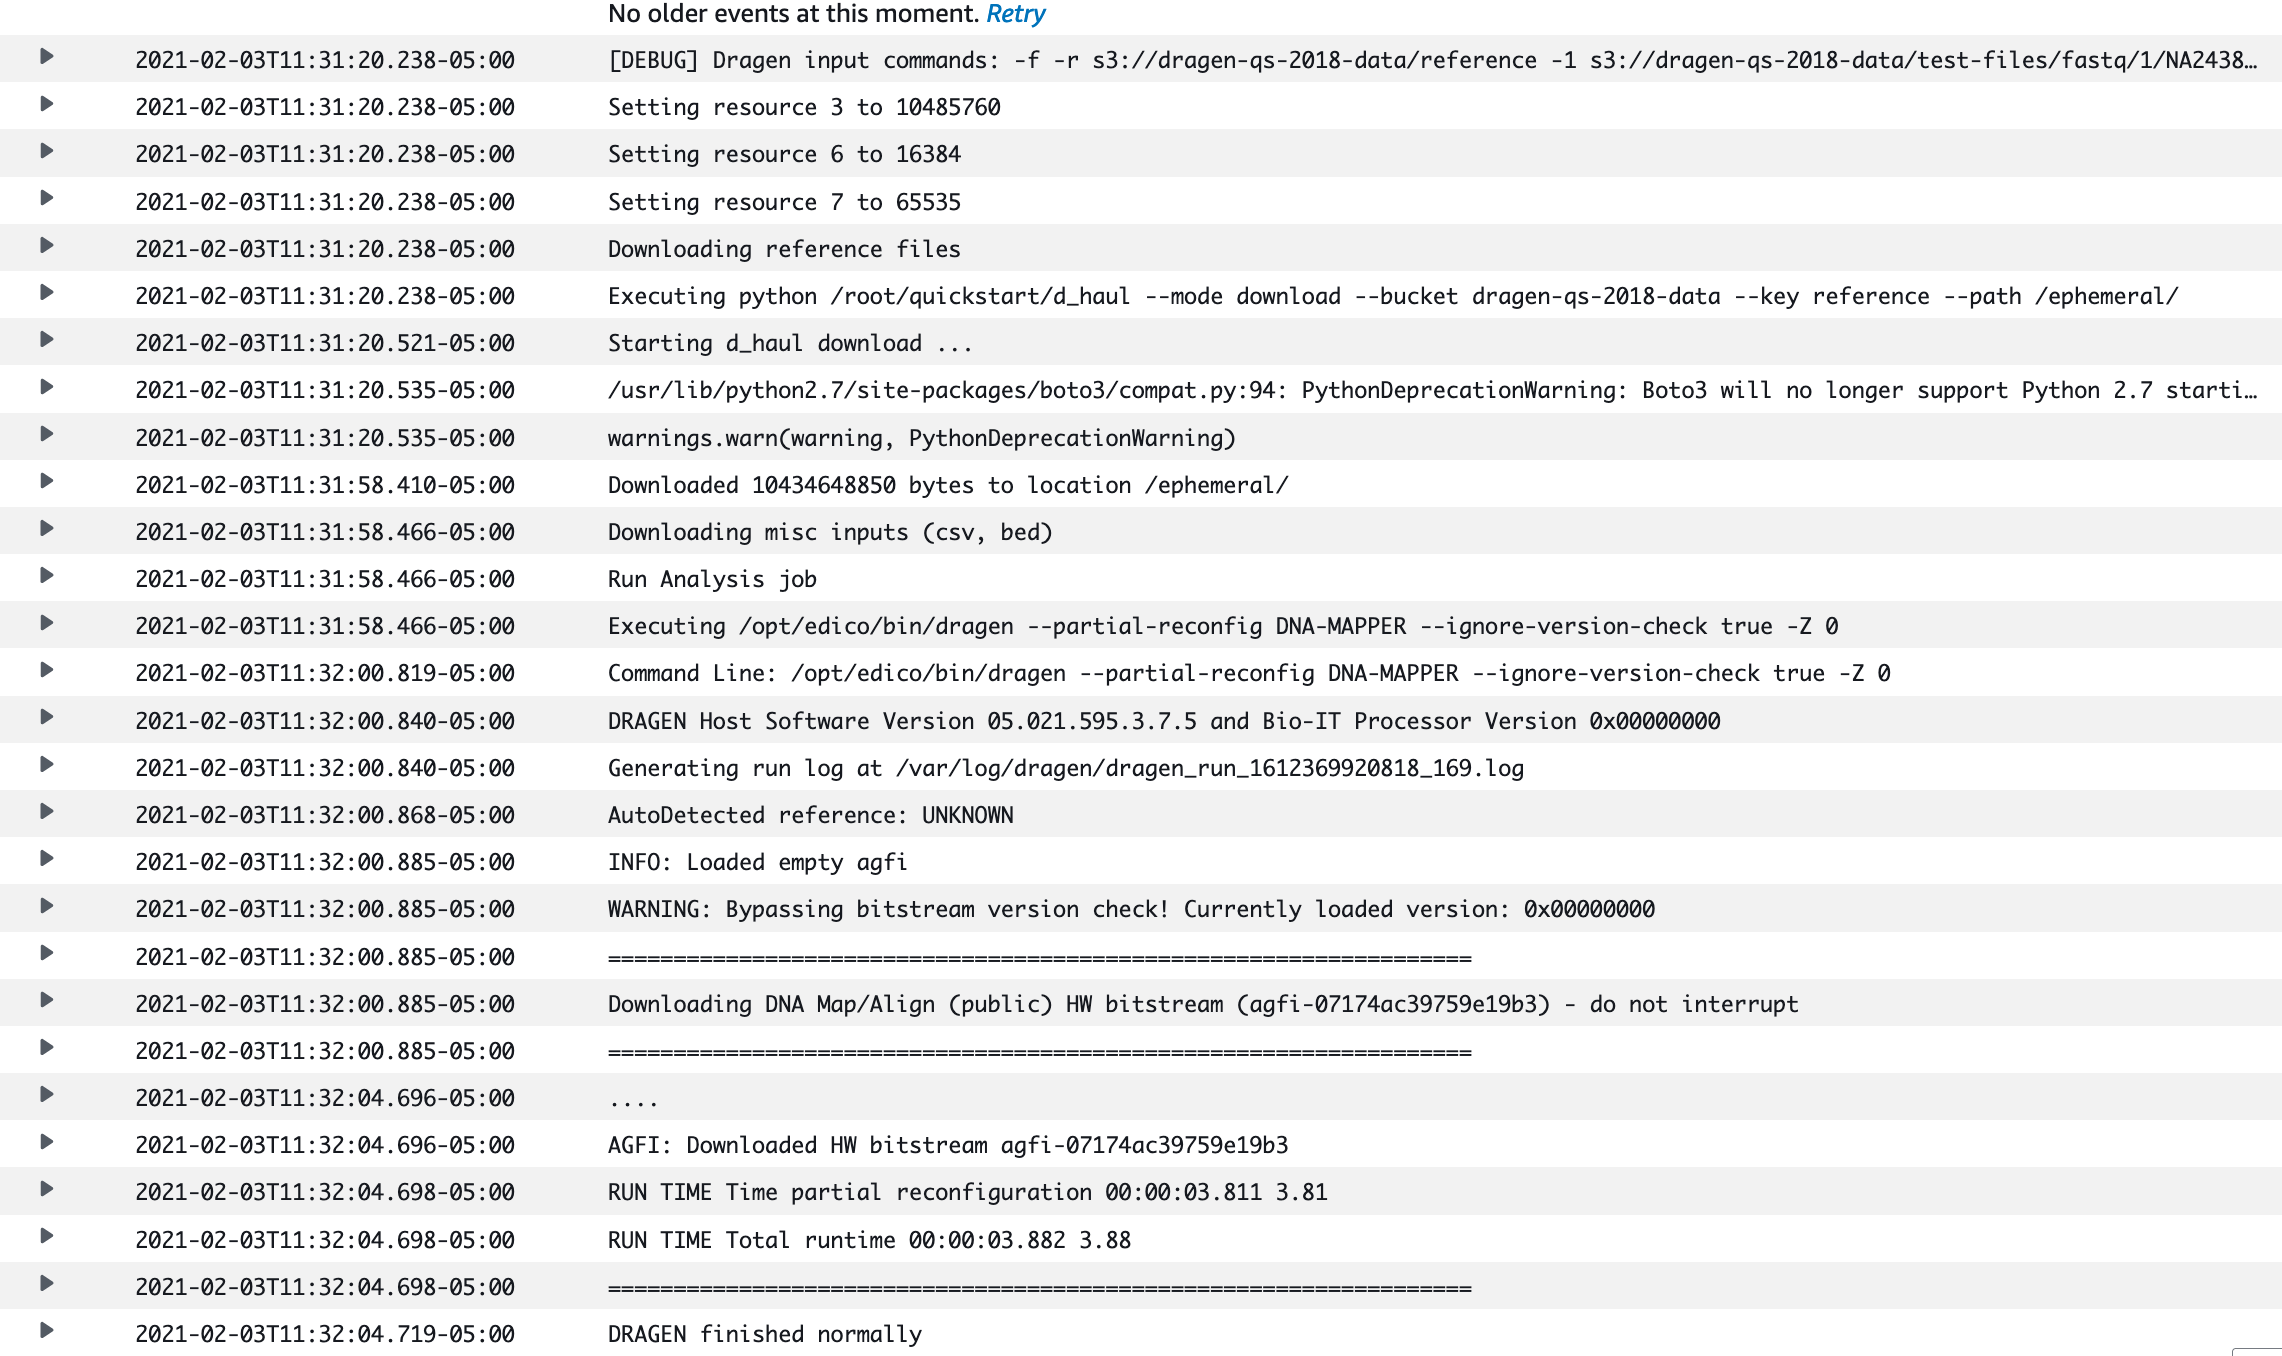 No older events at this moment. Retry
2021-02-03T11:31:20.238-05:00 [DEBUG] Dragen input commands: -f -r s3://dragen-qs-2018-data/reference -1 s3://dragen-qs-2018-data/test-files/fastq/1/NA2438…
2021-02-03T11:31:20.238-05:00 Setting resource 3 to 10485760
2021-02-03T11:31:20.238-05:00 Setting resource 6 to 16384
2021-02-03T11:31:20.238-05:00 Setting resource 7 to 65535
2021-02-03T11:31:20.238-05:00 Downloading reference files
2021-02-03T11:31:20.238-05:00 Executing python /root/quickstart/d_haul --mode download --bucket dragen-qs-2018-data --key reference --path /ephemeral/
2021-02-03T11:31:20.521-05:00 Starting d_haul download ...
2021-02-03T11:31:20.535-05:00 /usr/lib/python2.7/site-packages/boto3/compat.py:94: PythonDeprecationWarning: Boto3 will no longer support Python 2.7 starti…
2021-02-03T11:31:20.535-05:00 warnings.warn(warning, PythonDeprecationWarning)
2021-02-03T11:31:58.410-05:00 Downloaded 10434648850 bytes to location /ephemeral/
2021-02-03T11:31:58.466-05:00 Downloading misc inputs (csv, bed)
2021-02-03T11:31:58.466-05:00 Run Analysis job
2021-02-03T11:31:58.466-05:00 Executing /opt/edico/bin/dragen --partial-reconfig DNA-MAPPER --ignore-version-check true -Z 0
2021-02-03T11:32:00.819-05:00 Command Line: /opt/edico/bin/dragen --partial-reconfig DNA-MAPPER --ignore-version-check true -Z 0
2021-02-03T11:32:00.840-05:00 DRAGEN Host Software Version 05.021.595.3.7.5 and Bio-IT Processor Version 0x00000000
2021-02-03T11:32:00.840-05:00 Generating run log at /var/log/dragen/dragen_run_1612369920818_169.log
2021-02-03T11:32:00.868-05:00 AutoDetected reference: UNKNOWN
2021-02-03T11:32:00.885-05:00 INFO: Loaded empty agfi
2021-02-03T11:32:00.885-05:00 WARNING: Bypassing bitstream version check! Currently loaded version: 0x00000000
2021-02-03T11:32:00.885-05:00 ==================================================================
2021-02-03T11:32:00.885-05:00 Downloading DNA Map/Align (public) HW bitstream (agfi-07174ac39759e19b3) - do not interrupt
2021-02-03T11:32:00.885-05:00 ==================================================================
2021-02-03T11:32:04.696-05:00 ....
2021-02-03T11:32:04.696-05:00 AGFI: Downloaded HW bitstream agfi-07174ac39759e19b3
2021-02-03T11:32:04.698-05:00 RUN TIME Time partial reconfiguration 00:00:03.811 3.81
2021-02-03T11:32:04.698-05:00 RUN TIME Total runtime 00:00:03.882 3.88
2021-02-03T11:32:04.698-05:00 ==================================================================
2021-02-03T11:32:04.719-05:00 DRAGEN finished normally